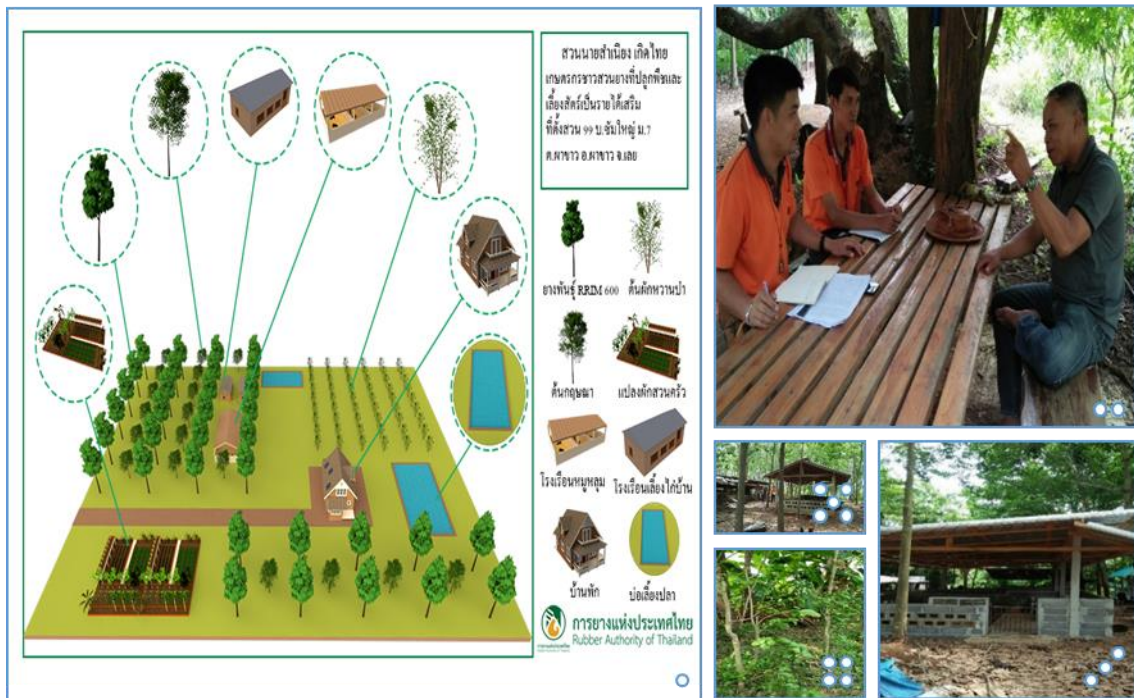 สวนนายสำเนียง เกิดไทย
เกษตรกรชาวสวนยางที่ปลูกพืชและ
เลี้ยงสัตว์เป็นรายได้เสริม
ที่ตั้งสวน 99 บ.ซำใหญ่ ม.7
ต.ผาขาว อ.ผาขาว จ.เลย
ยางพันธุ์ RRIM 600
ต้นผักหวานป่า
ต้นกฤษณา
แปลงผักสวนครัว
โรงเรือนหมูหลุม
โรงเรือนเลี้ยงไก่บ้าน
บ้านพัก
บ่อเลี้ยงปลา
การยางแห่งประเทศไทย
Rubber Authority of Thailand